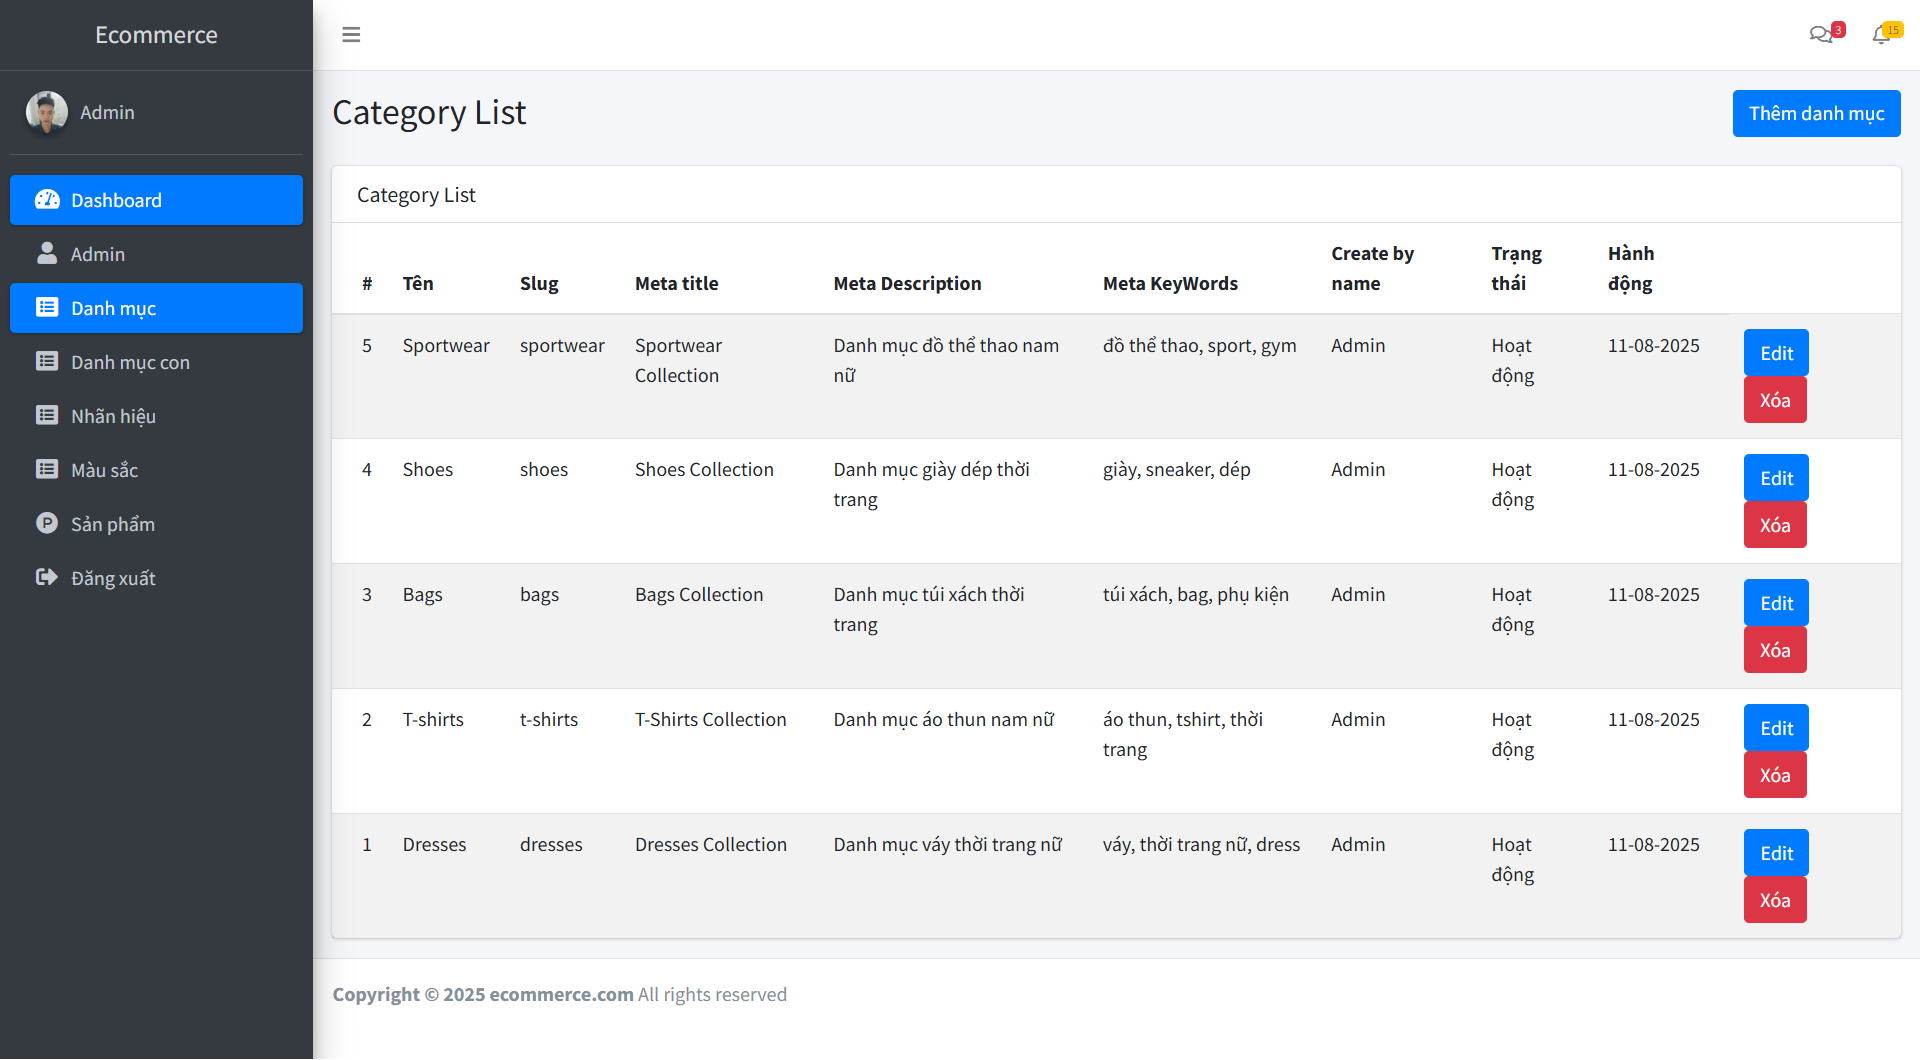 Ecommerce
3
15
Admin
Category List
Thêm danh mục
Dashboard
Admin
Danh mục
Danh mục con
Nhãn hiệu
Màu sắc
Sản phẩm
Đăng xuất
Category List
# Tên Slug Meta title Meta Description Meta KeyWords Create by name Trạng thái Hành động
5 Sportwear sportwear Sportwear Collection Danh mục đồ thể thao nam nữ đồ thể thao, sport, gym Admin Hoạt động 11-08-2025 Edit Xóa
4 Shoes shoes Shoes Collection Danh mục giày dép thời trang giày, sneaker, dép Admin Hoạt động 11-08-2025 Edit Xóa
3 Bags bags Bags Collection Danh mục túi xách thời trang túi xách, bag, phụ kiện Admin Hoạt động 11-08-2025 Edit Xóa
2 T-shirts t-shirts T-Shirts Collection Danh mục áo thun nam nữ áo thun, tshirt, thời trang Admin Hoạt động 11-08-2025 Edit Xóa
1 Dresses dresses Dresses Collection Danh mục váy thời trang nữ váy, thời trang nữ, dress Admin Hoạt động 11-08-2025 Edit Xóa
Copyright © 2025 ecommerce.com All rights reserved